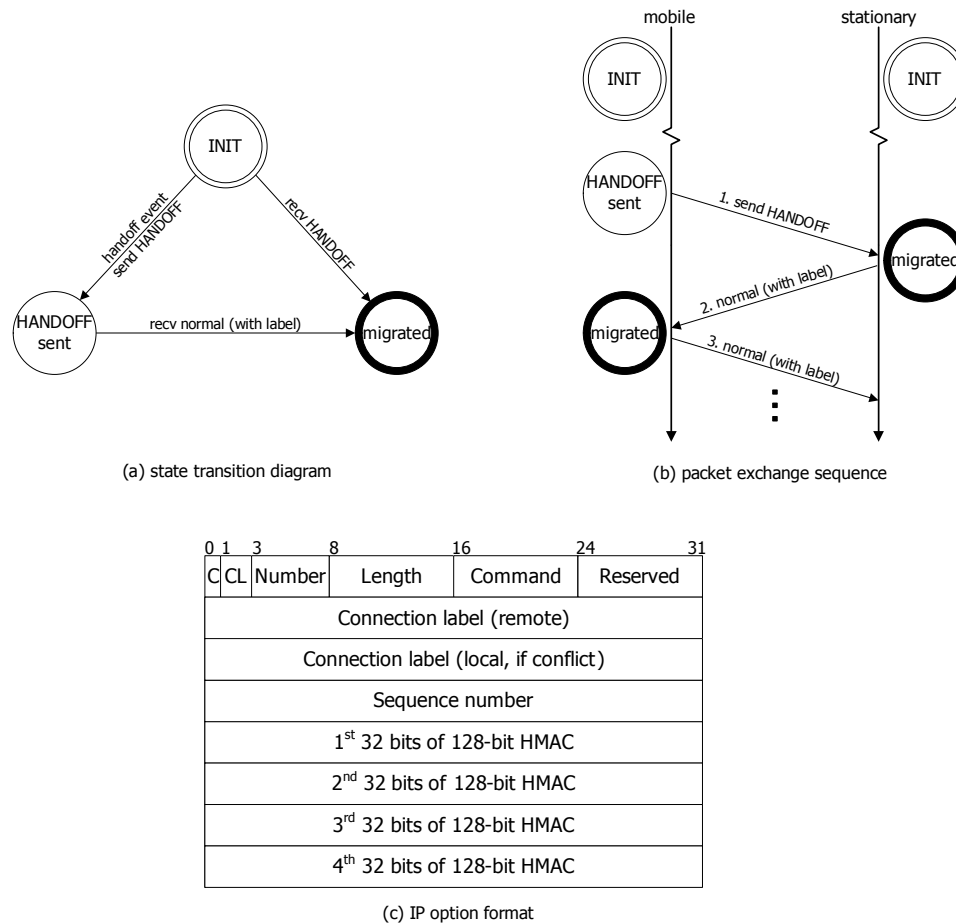 INIT
handoff event
send HANDOFF
recv HANDOFF
HANDOFF
sent
recv normal (with label)
migrated
(a) state transition diagram
mobile
stationary
INIT
INIT
HANDOFF
sent
1. send HANDOFF
migrated
2. normal (with label)
migrated
3. normal (with label)
(b) packet exchange sequence
0 1 3 8 16 24 31
C CL Number Length Command Reserved
Connection label (remote)
Connection label (local, if conflict)
Sequence number
1st 32 bits of 128-bit HMAC
2nd 32 bits of 128-bit HMAC
3rd 32 bits of 128-bit HMAC
4th 32 bits of 128-bit HMAC
(c) IP option format